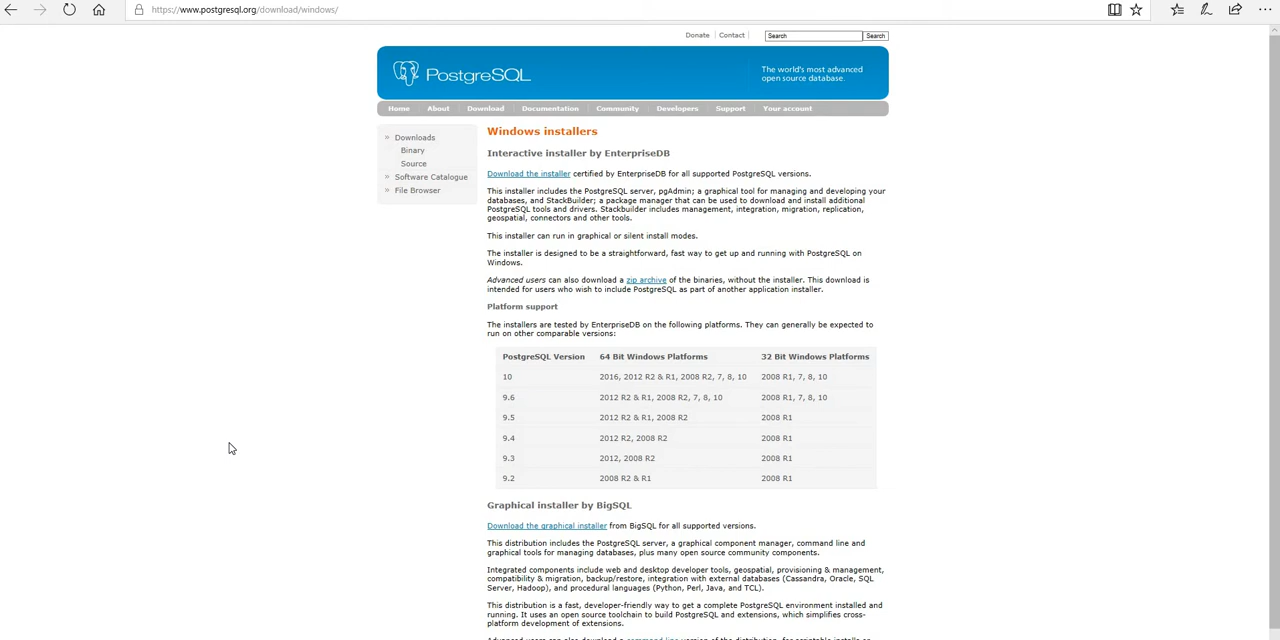 https://www.postgresql.org/download/windows/
Donate | Contact |
Search
Search
PostgreSQL
The world's most advanced
open source database.
Home About Download Documentation Community Developers Support Your account
» Downloads
Binary
Source
» Software Catalogue
» File Browser
Windows installers
Interactive installer by EnterpriseDB
Download the installer certified by EnterpriseDB for all supported PostgreSQL versions.
This installer includes the PostgreSQL server, pgAdmin; a graphical tool for managing and developing your
databases, and StackBuilder; a package manager that can be used to download and install additional
PostgreSQL tools and drivers. Stackbuilder includes management, integration, migration, replication,
geospatial, connectors and other tools.
This installer can run in graphical or silent install modes.
The installer is designed to be a straightforward, fast way to get up and running with PostgreSQL on
Windows.
Advanced users can also download a zip archive of the binaries, without the installer. This download is
intended for users who wish to include PostgreSQL as part of another application installer.
Platform support
The installers are tested by EnterpriseDB on the following platforms. They can generally be expected to
run on other comparable versions:
PostgreSQL Version 64 Bit Windows Platforms 32 Bit Windows Platforms
10 2016, 2012 R2 & R1, 2008 R2, 7, 8, 10 2008 R1, 7, 8, 10
9.6 2012 R2 & R1, 2008 R2, 7, 8, 10 2008 R1, 7, 8, 10
9.5 2012 R2 & R1, 2008 R2 2008 R1
9.4 2012 R2, 2008 R2 2008 R1
9.3 2012, 2008 R2 2008 R1
9.2 2008 R2 & R1 2008 R1
Graphical installer by BigSQL
Download the graphical installer from BigSQL for all supported versions.
This distribution includes the PostgreSQL server, a graphical component manager, command line and
graphical tools for managing databases, plus many open source community components.
Integrated components include web and desktop developer tools, geospatial, provisioning & management,
compatibility & migration, backup/restore, integration with external databases (Cassandra, Oracle, SQL
Server, Hadoop), and procedural languages (Python, Perl, Java, and TCL).
This distribution is a fast, developer-friendly way to get a complete PostgreSQL environment installed and
running. It uses an open source toolchain to build PostgreSQL and extensions, which simplifies cross-
platform development of extensions.
Advanced users can also download a command line version of the distribution, for scriptable installs or